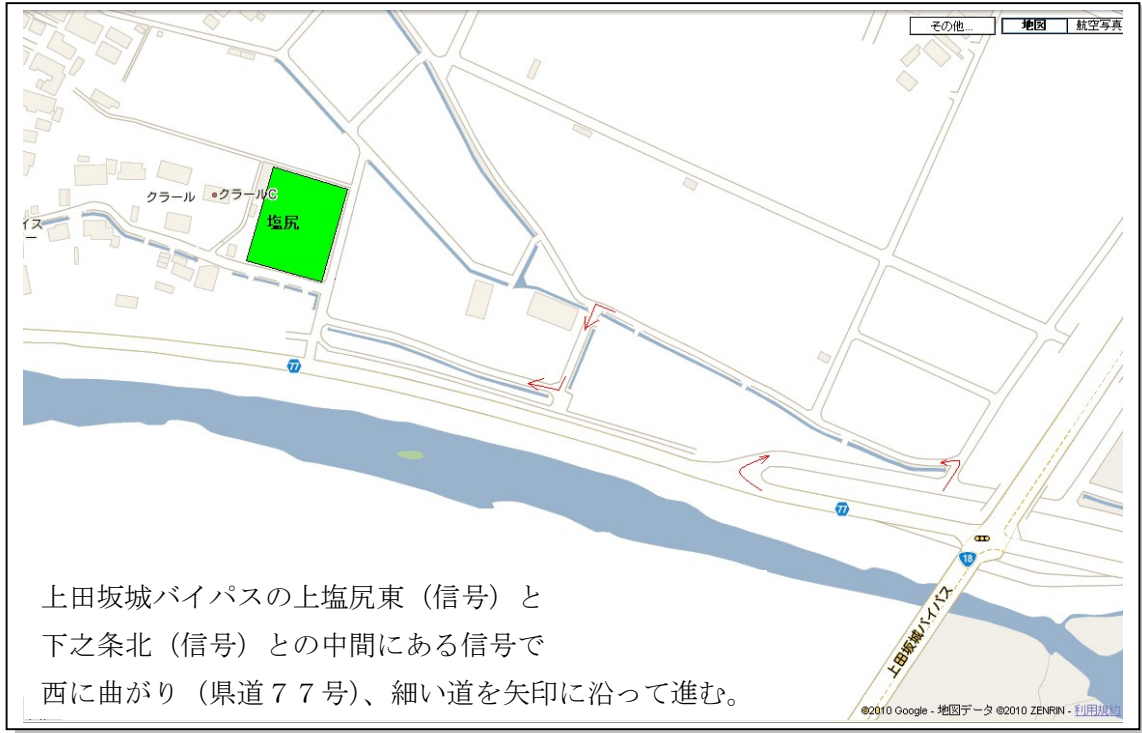 その他... 地図 航空写真
クラール クラールC
塩尻
イス
77
77
18
上田坂城バイパス
上田坂城バイパスの上塩尻東（信号）と
下之条北（信号）との中間にある信号で
西に曲がり（県道７７号）、細い道を矢印に沿って進む。
©2010 Google - 地図データ ©2010 ZENRIN - 利用規約